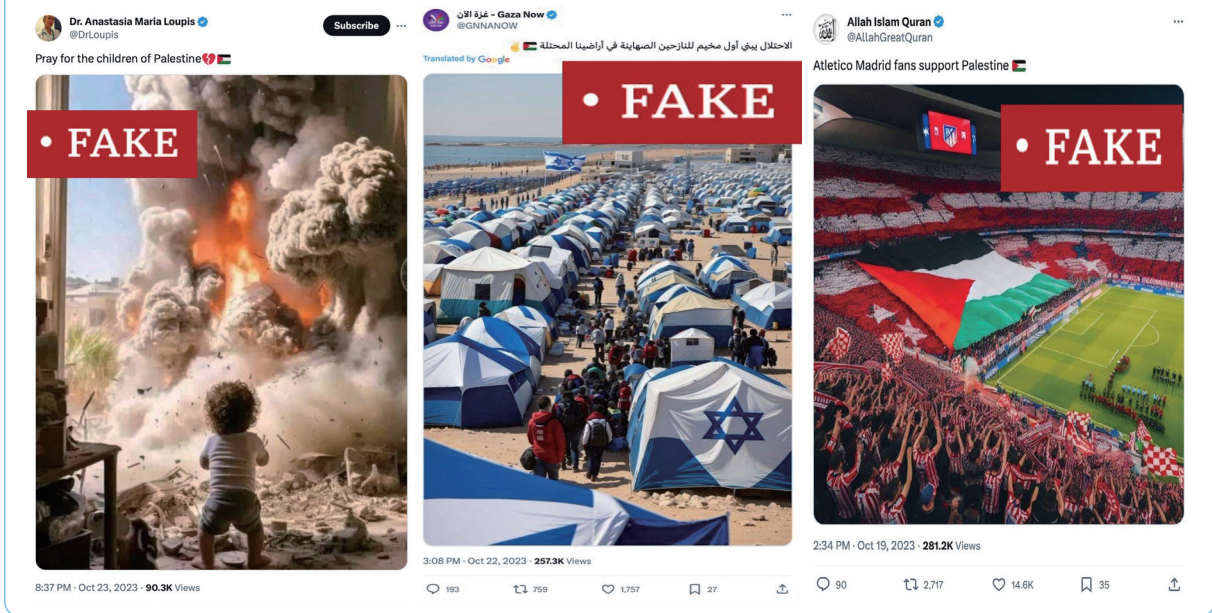 Dr. Anastasia Maria Loupis
@DrLoupis
Subscribe
Pray for the children of Palestine💔🇵🇸
FAKE
8:37 PM · Oct 23, 2023 · 90.3K Views
Gaza Now - غزة الآن
@GNNANOW
الاحتلال يبني أول مخيم للنازحين الصهاينة في أراضينا المحتلة 🇵🇸 ✌️
Translated by Google
FAKE
3:08 PM · Oct 22, 2023 · 257.3K Views
193 759 1,757 27
Allah Islam Quran
@AllahGreatQuran
Atletico Madrid fans support Palestine 🇵🇸
FAKE
2:34 PM · Oct 19, 2023 · 281.2K Views
90 2,717 14.6K 35